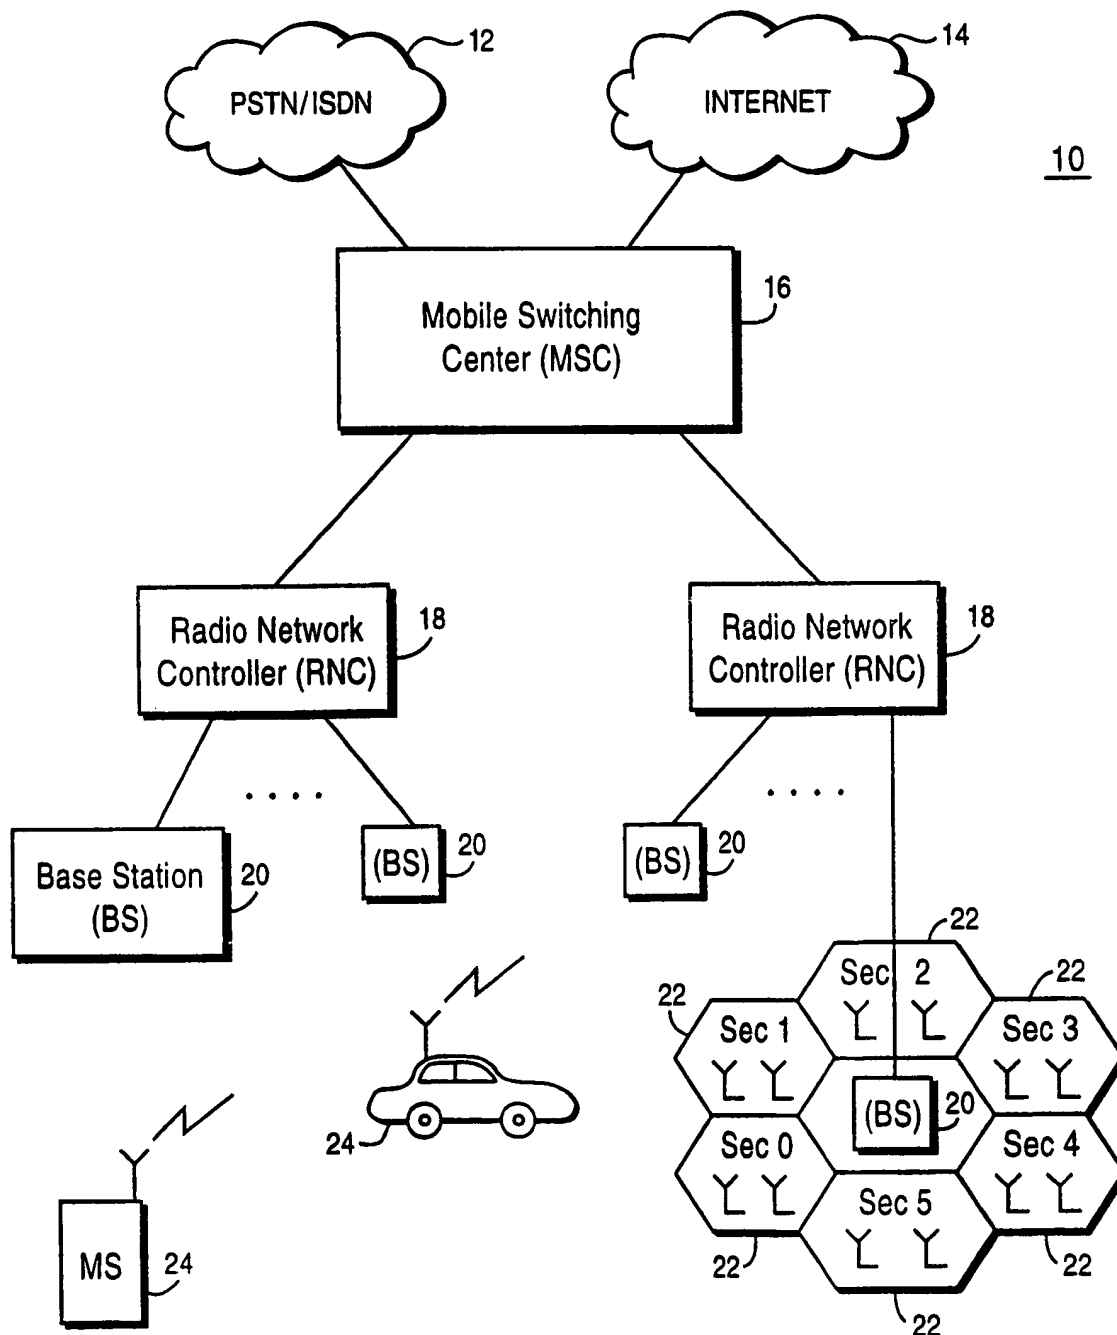 12
14
PSTN/ISDN
INTERNET
10
16
Mobile Switching
Center (MSC)
18
Radio Network
Controller (RNC)
18
Radio Network
Controller (RNC)
. . . .
. . . .
Base Station
(BS)
20
(BS)
20
(BS)
20
22
Sec 2
22
22
Sec 1
Sec 3
(BS)
20
24
Sec 0
Sec 4
Sec 5
MS
24
22
22
22